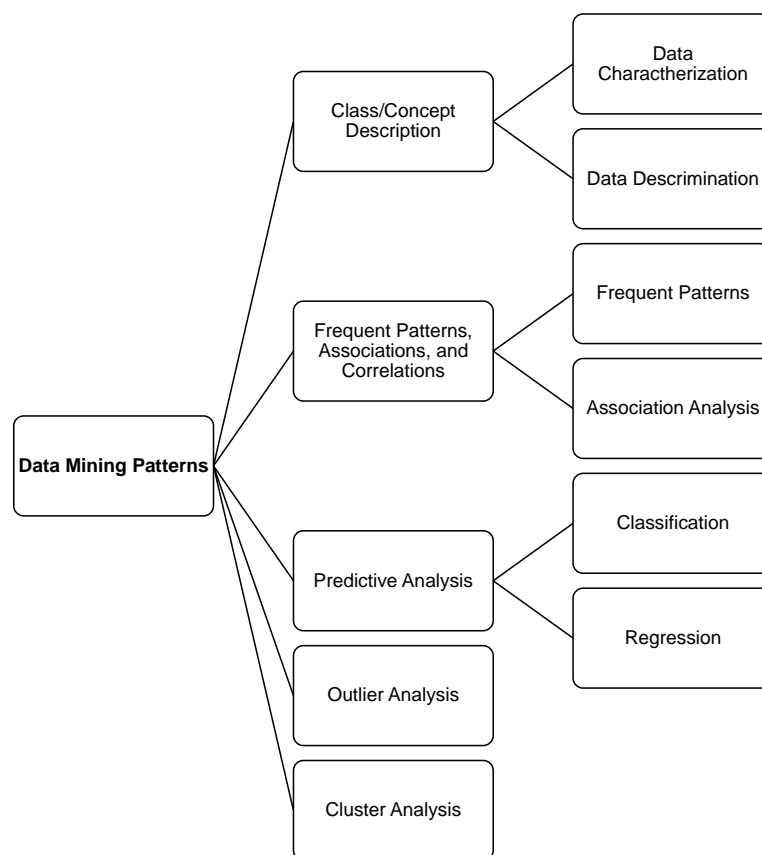 Data Mining Patterns
Class/Concept
Description
Data
Charactherization
Data Descrimination
Frequent Patterns,
Associations, and
Correlations
Frequent Patterns
Association Analysis
Predictive Analysis
Classification
Regression
Outlier Analysis
Cluster Analysis